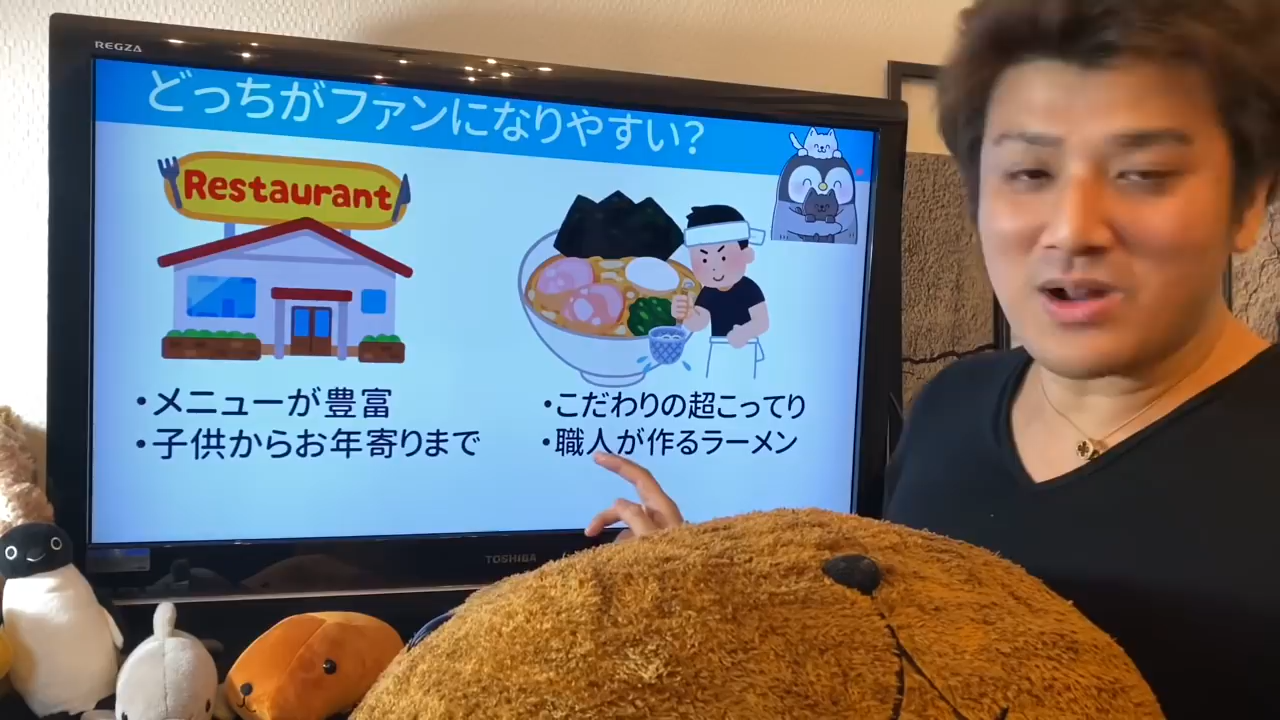 REGZA
どっちがファンになりやすい？
Restaurant
・メニューが豊富
・子供からお年寄りまで
・こだわりの超こってり
・職人が作るラーメン
TOSHIBA